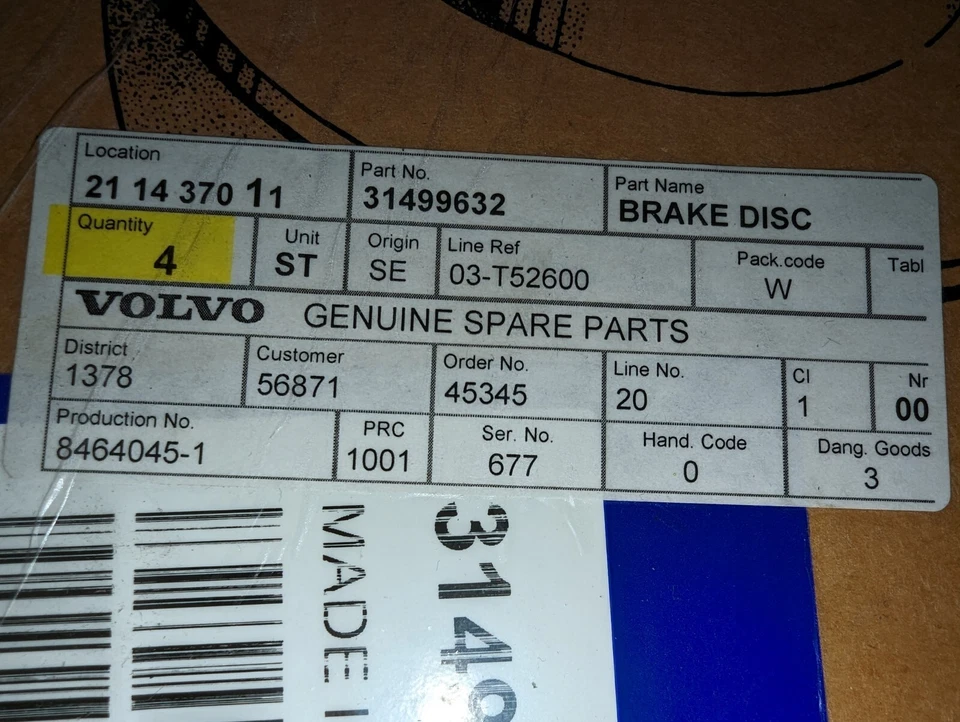 Location
21 14 370 11
Part No.
31499632
Part Name
BRAKE DISC
Quantity
4
Unit
ST
Origin
SE
Line Ref
03-T52600
Pack.code
W
Tabl
VOLVO GENUINE SPARE PARTS
District
1378
Customer
56871
Order No.
45345
Line No.
20
Cl
1
Nr
00
Production No.
8464045-1
PRC
1001
Ser. No.
677
Hand. Code
0
Dang. Goods
3
MADE I
3149